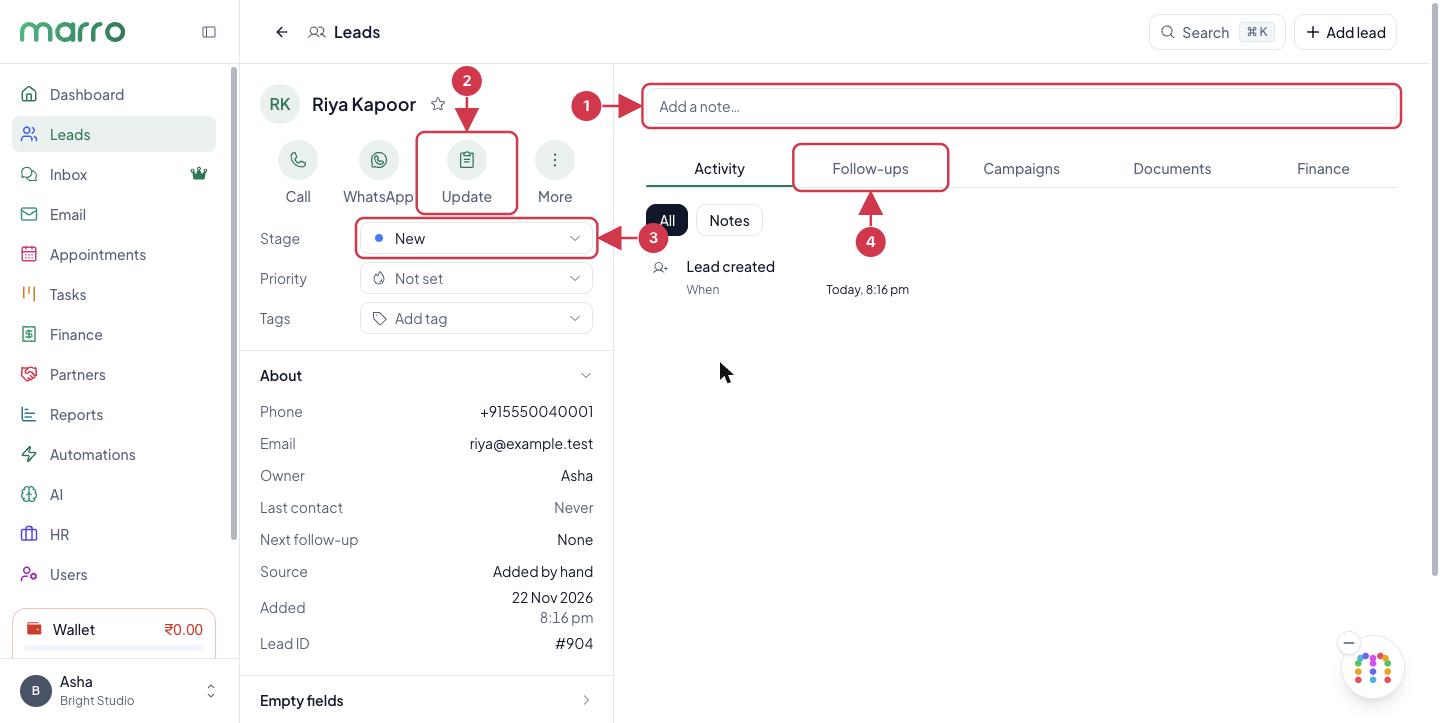 marro
Leads
Search ⌘ K
Add lead
Dashboard
Leads
Inbox
Email
Appointments
Tasks
Finance
Partners
Reports
Automations
AI
HR
Users
Wallet ₹0.00
B
Asha
Bright Studio
RK
Riya Kapoor
2
Call
WhatsApp
Update
More
Stage New
3
Priority Not set
Tags Add tag
About
Phone +915550040001
Email riya@example.test
Owner Asha
Last contact Never
Next follow-up None
Source Added by hand
Added 22 Nov 2026
8:16 pm
Lead ID #904
Empty fields
1
Add a note...
Activity Follow-ups Campaigns Documents Finance
4
All Notes
Lead created
When Today, 8:16 pm